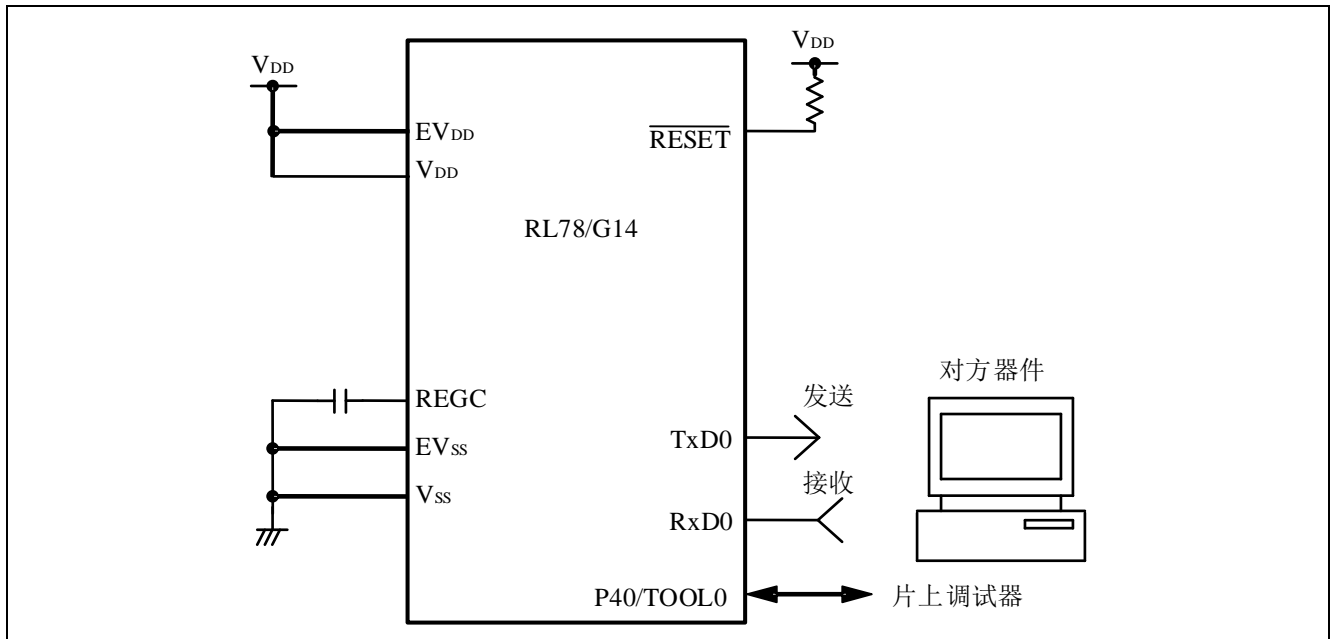 VDD
VDD
EVDD
RESET
VDD
RL78/G14
对方器件
REGC
发送
EVss
TxD0
Vss
接收
RxD0
P40/TOOL0
片上调试器